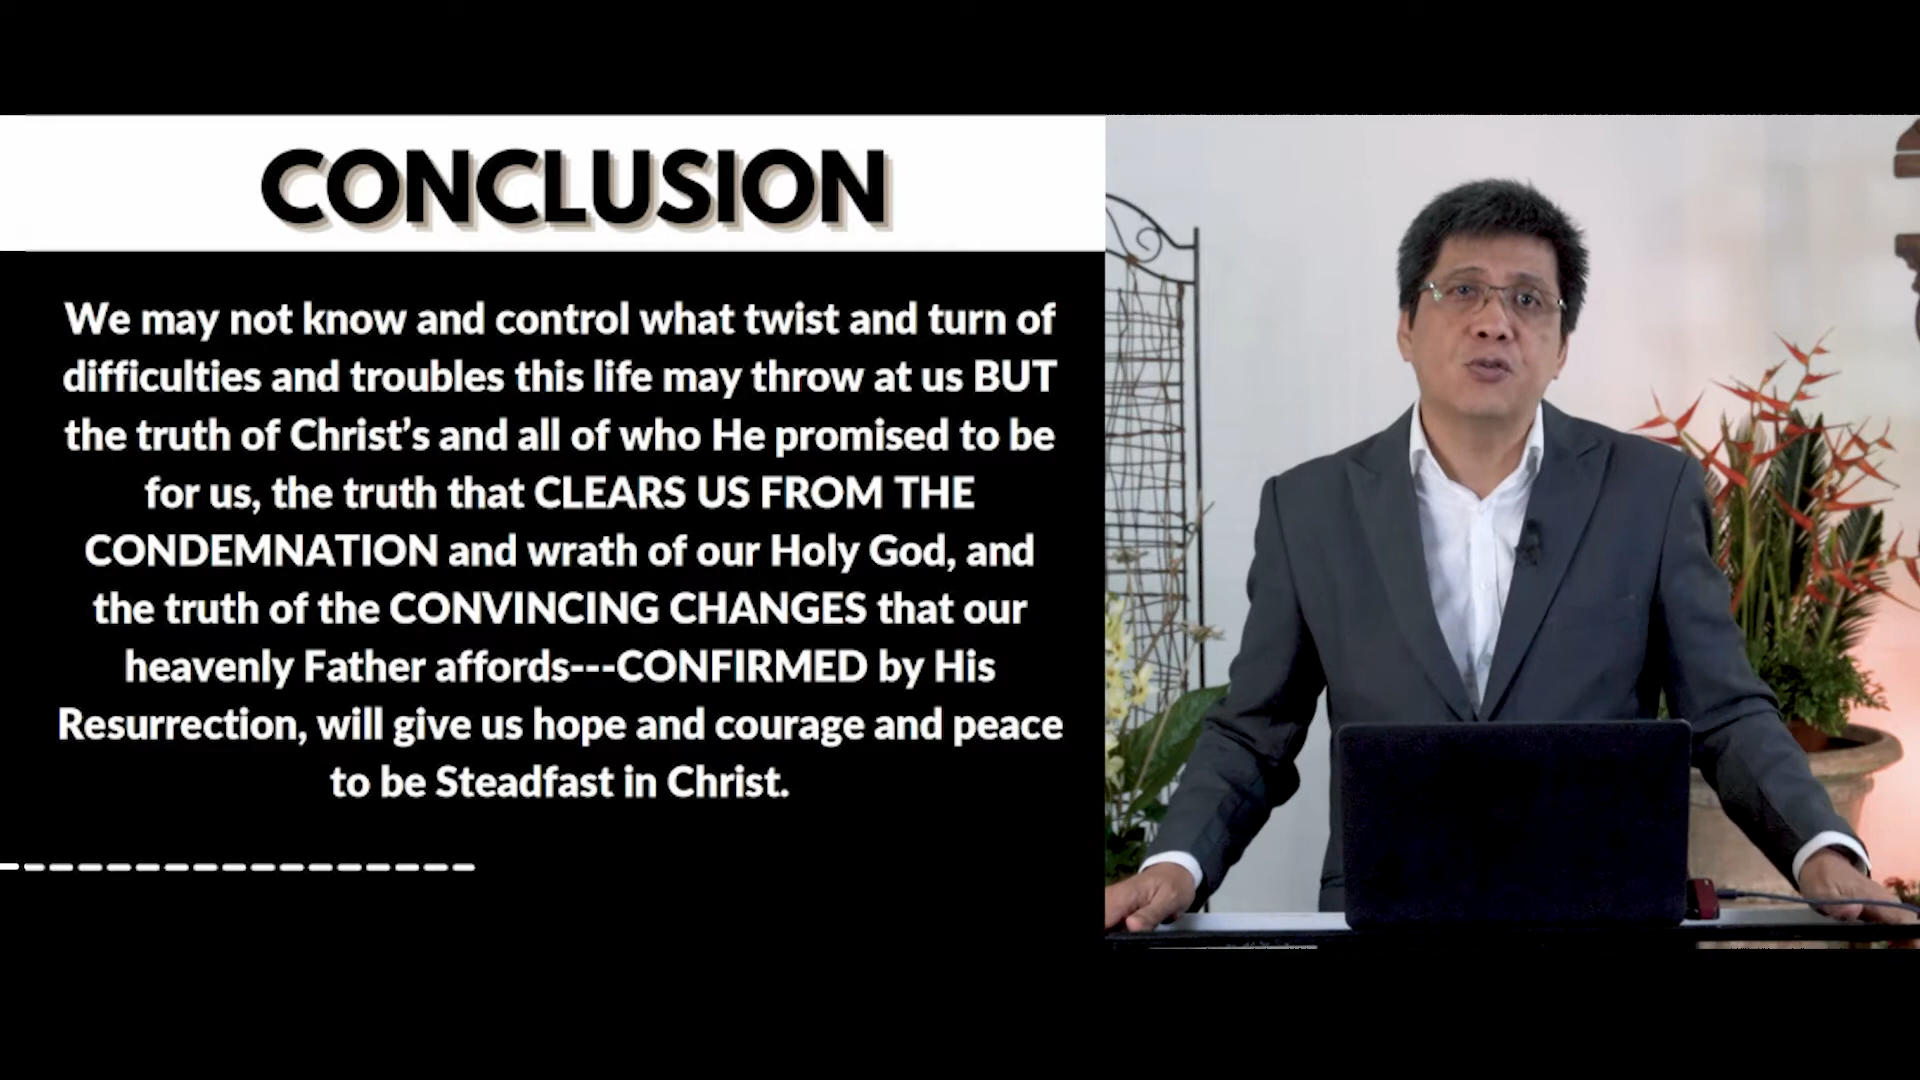 CONCLUSION
We may not know and control what twist and turn of
difficulties and troubles this life may throw at us BUT
the truth of Christ’s and all of who He promised to be
for us, the truth that CLEARS US FROM THE
CONDEMNATION and wrath of our Holy God, and
the truth of the CONVINCING CHANGES that our
heavenly Father affords---CONFIRMED by His
Resurrection, will give us hope and courage and peace
to be Steadfast in Christ.